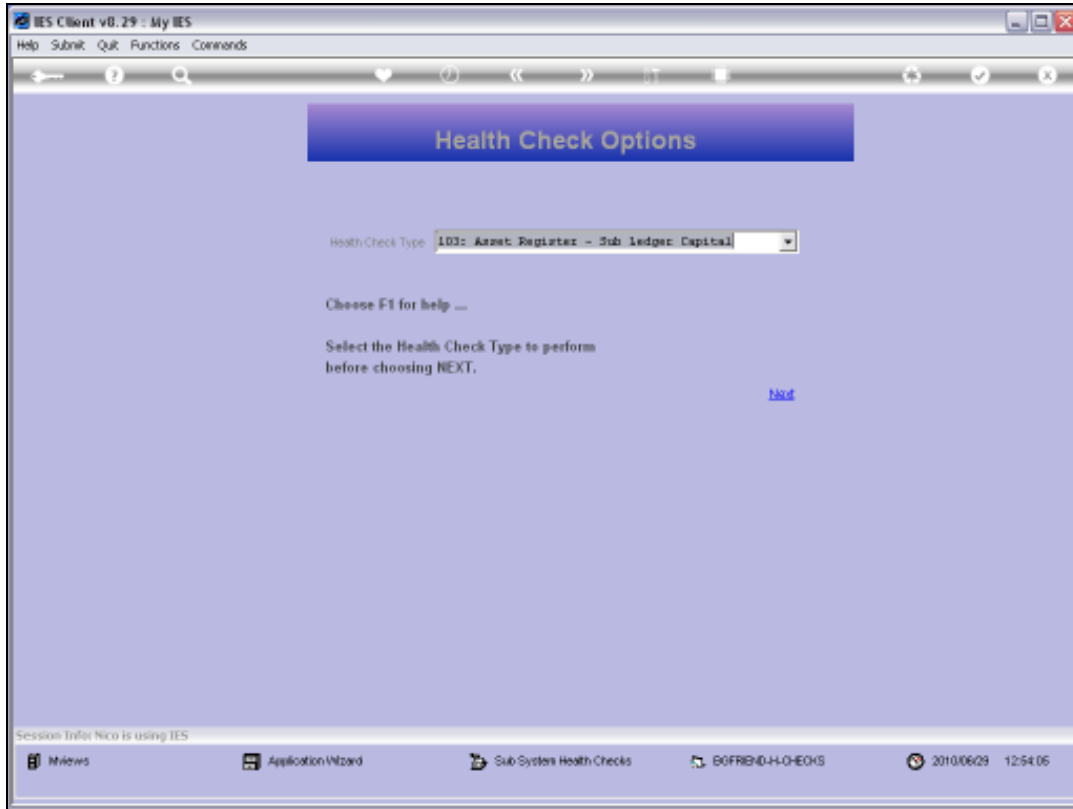 IES Client v8.29 : My IES
Help Submit Quit Functions Commands
Health Check Options
Health Check Type 103: Asset Register - Sub ledger Capital
Choose F1 for help ...
Select the Health Check Type to perform
before choosing NEXT.
Next
Session Info: Nico is using IES
Mviews Application Wizard Sub System Health Checks BGFRIEND-H-CHECKS 2010/06/29 12:54:05